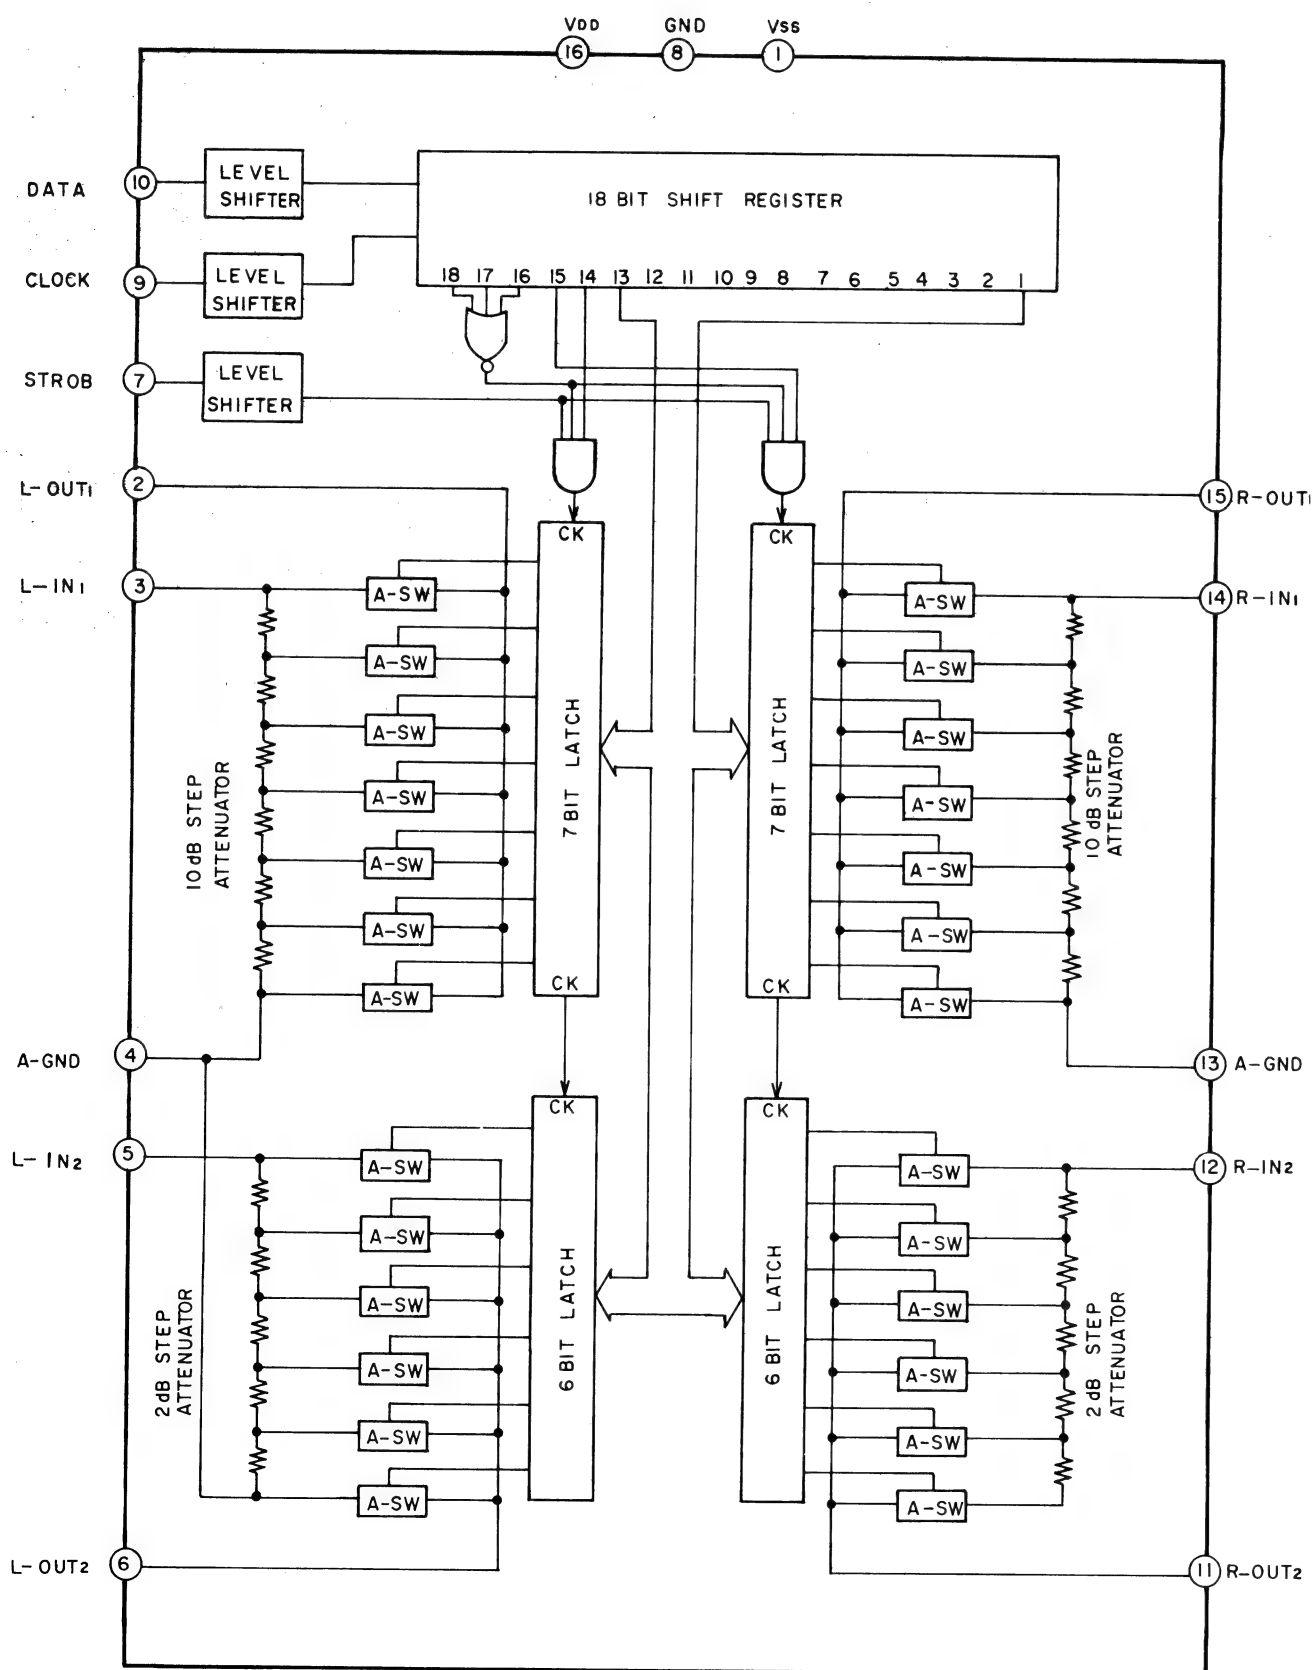 VDD GND VSS
16 8 1
DATA 10 LEVEL SHIFTER
18 BIT SHIFT REGISTER
CLOCK 9 LEVEL SHIFTER
18 17 16 15 14 13 12 11 10 9 8 7 6 5 4 3 2 1
STROB 7 LEVEL SHIFTER
L-OUT1 2
15 R-OUT1
CK CK
L-IN1 3 A-SW
A-SW 14 R-IN1
A-SW A-SW
A-SW A-SW
A-SW A-SW
A-SW A-SW
A-SW A-SW
A-SW A-SW
10dB STEP
ATTENUATOR
7 BIT LATCH
7 BIT LATCH
10 dB STEP
ATTENUATOR
CK CK
A-GND 4
13 A-GND
CK CK
L-IN2 5 A-SW
A-SW 12 R-IN2
A-SW A-SW
A-SW A-SW
A-SW A-SW
A-SW A-SW
A-SW A-SW
2dB STEP
ATTENUATOR
6 BIT LATCH
6 BIT LATCH
2 dB STEP
ATTENUATOR
L-OUT2 6
11 R-OUT2